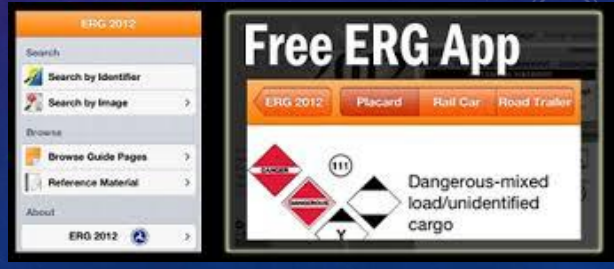 ERG 2012
Search
Search by Identifier
Search by Image
Browse
Browse Guide Pages
Reference Material
About
ERG 2012
Free ERG App
ERG 2012
Placard
Rail Car
Road Trailer
111
DANGER
DANGEROUS
Y
Dangerous-mixed
load/unidentified
cargo